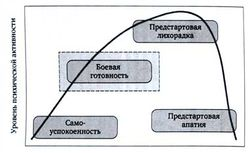 Уровень психической активности
Предстартовая
лихорадка
Боевая
готовность
Само-
успокоенность
Предстартовая
апатия